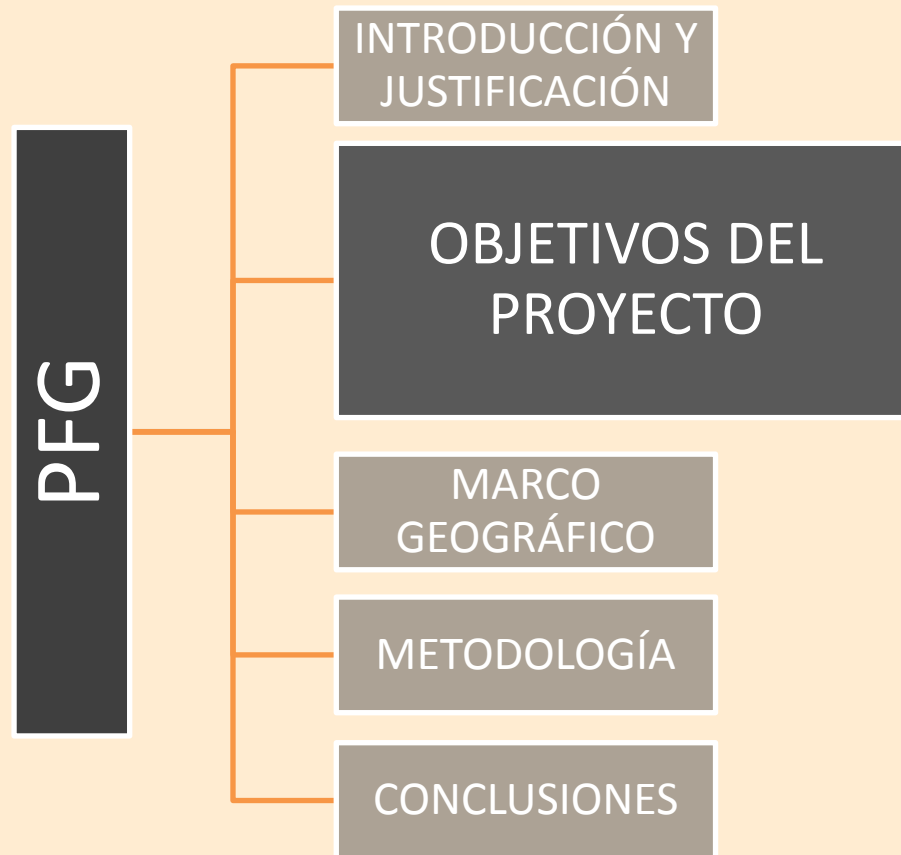 PFG
INTRODUCCIÓN Y
JUSTIFICACIÓN
OBJETIVOS DEL
PROYECTO
MARCO
GEOGRÁFICO
METODOLOGÍA
CONCLUSIONES